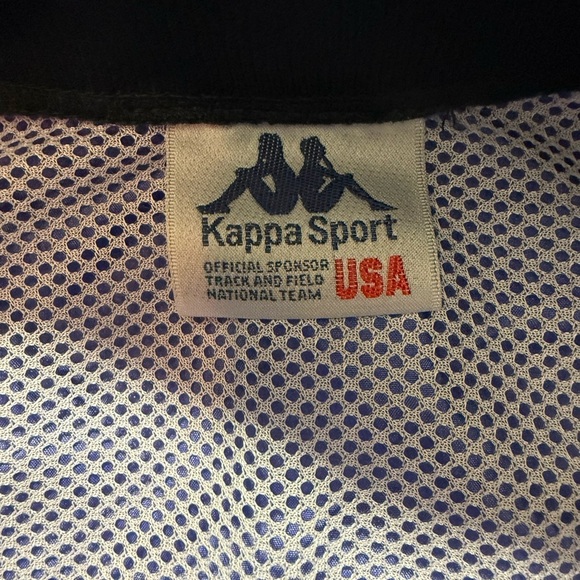 Kappa Sport
OFFICIAL SPONSOR
TRACK AND FIELD
NATIONAL TEAM
USA